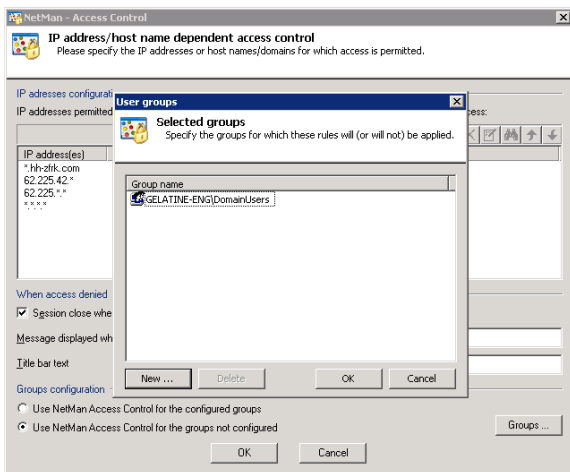 NetMan - Access Control
IP address/host name dependent access control
Please specify the IP addresses or host names/domains for which access is permitted.
IP adresses configurati
IP addresses permitted
cess:
IP address(es)
*.hh-zfrk.com
62.225.42.*
62.225.*.*
*.*.*.*
User groups
Selected groups
Specify the groups for which these rules will (or will not) be applied.
Group name
GELATINE-ENG\DomainUsers
New ...
Delete
OK
Cancel
When access denied
Session close whe
Message displayed wh
Title bar text
Groups configuration
Use NetMan Access Control for the configured groups
Use NetMan Access Control for the groups not configured
Groups ...
OK
Cancel